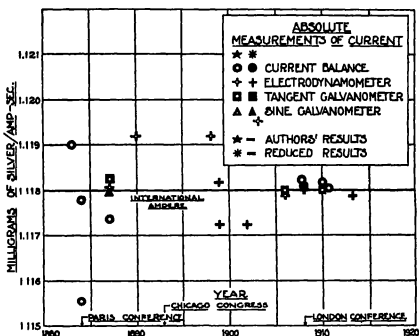 ABSOLUTE
MEASUREMENTS OF CURRENT
CURRENT BALANCE
ELECTRODYNAMOMETER
TANGENT GALVANOMETER
SINE GALVANOMETER
AUTHORS' RESULTS
REDUCED RESULTS
MILLIGRAMS OF SILVER/AMP-SEC.
1.121
1.120
1.119
1.118
1.117
1.116
1.115
INTERNATIONAL
AMPERE
YEAR
CHICAGO CONGRESS
PARIS CONFERENCE
LONDON CONFERENCE
1880
1900
1910
1920